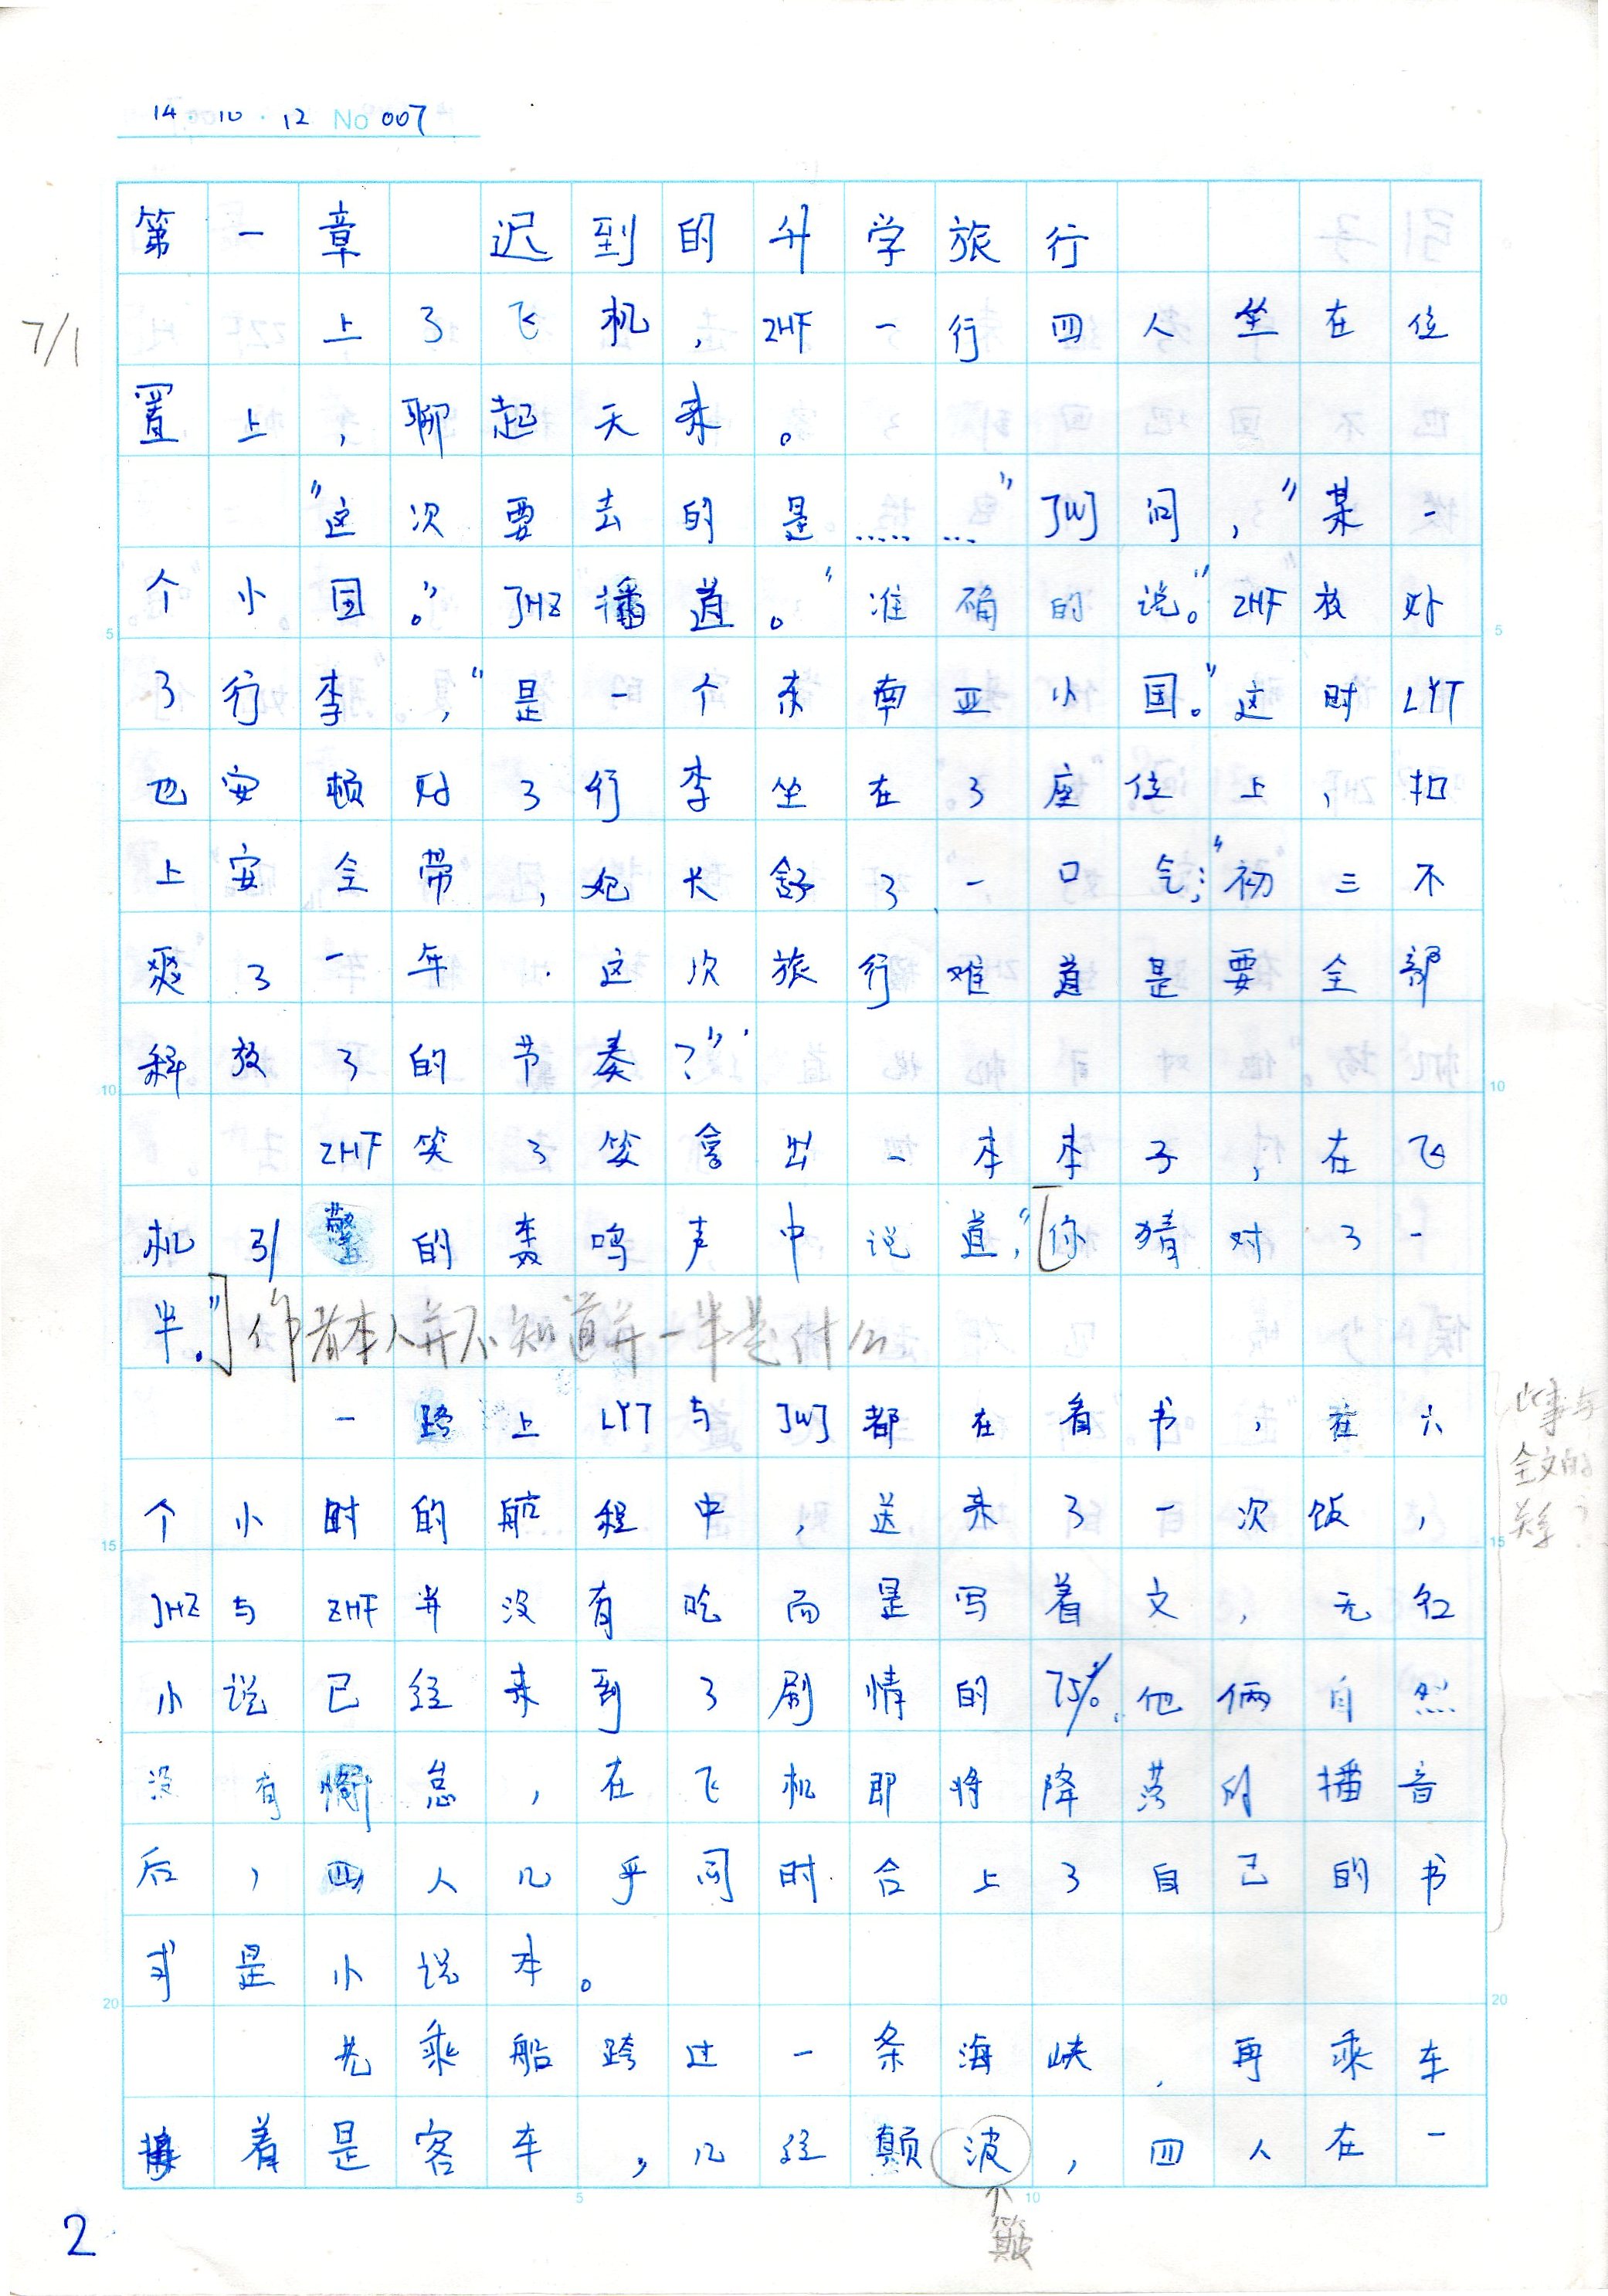 14.10.12 No 007
第一章 迟到的升学旅行
7/1
上了飞机，ZHF一行四人坐在位
置上，聊起天来。
“这次要去的是……”JWJ问，“某一
个小国。”JHZ播道。“准确的说。”ZHF放好
了行李，“是一个东南亚小国。”这时LYT
也安顿好了行李坐在了座位上，扣
上安全带，她长舒了一口气：“初三不
爽了一年.这次旅行难道是要全部
释放了的节奏？”
ZHF笑了笑拿出一本本子，在飞
机引擎的轰鸣声中说道，“[你猜对了一
半。”]作者本人并不知道并一半是什么
一路上LYT与JWJ都在看书，在六
个小时的航程中，送来了一次饭，
JHZ与ZHF并没有吃而是写着文，无幻
小说已经来到了剧情的75%.他俩自然
没有懈怠，在飞机即将降落的播音
后，四人几乎同时合上了自己的书
或是小说本。
此事与
全文的
关系？
先乘船跨过一条海峡，再乘车
接着是客车，几经颠波，四人在一
↑
簸
2
5
10
15
20
5
10
15
20
5
10